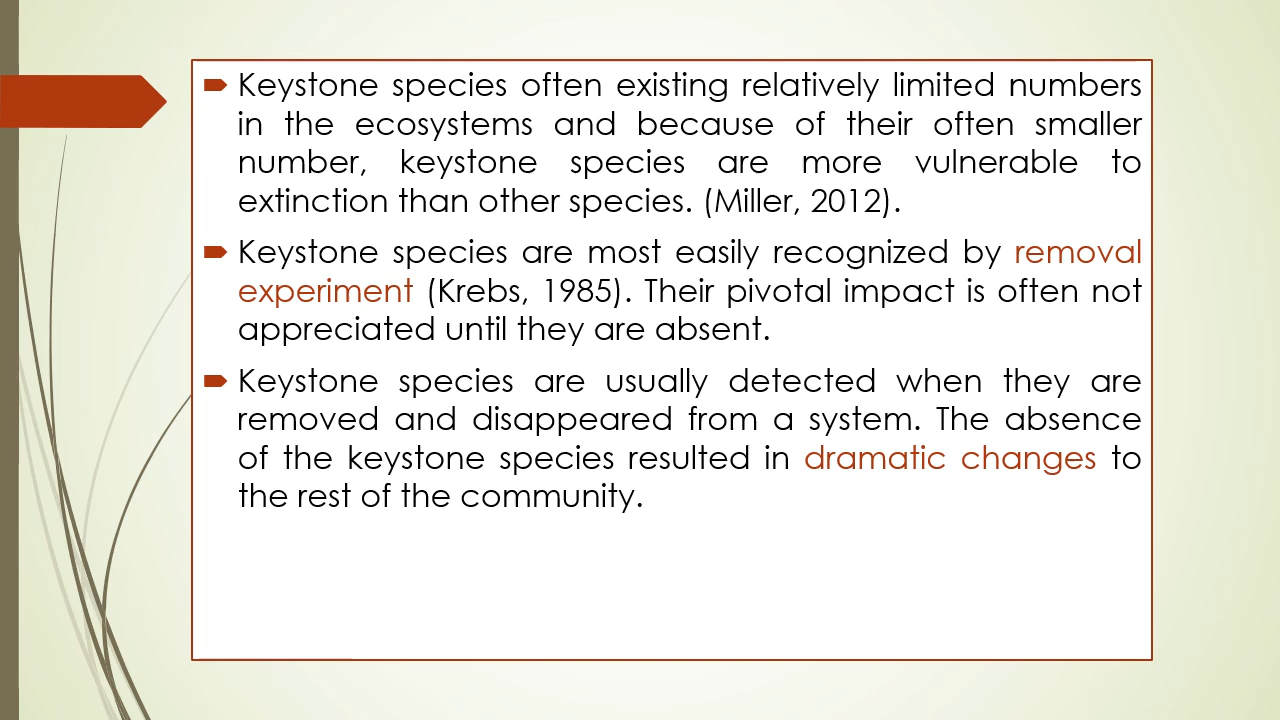 Keystone species often existing relatively limited numbers
in the ecosystems and because of their often smaller
number, keystone species are more vulnerable to
extinction than other species. (Miller, 2012).
Keystone species are most easily recognized by removal
experiment (Krebs, 1985). Their pivotal impact is often not
appreciated until they are absent.
Keystone species are usually detected when they are
removed and disappeared from a system. The absence
of the keystone species resulted in dramatic changes to
the rest of the community.